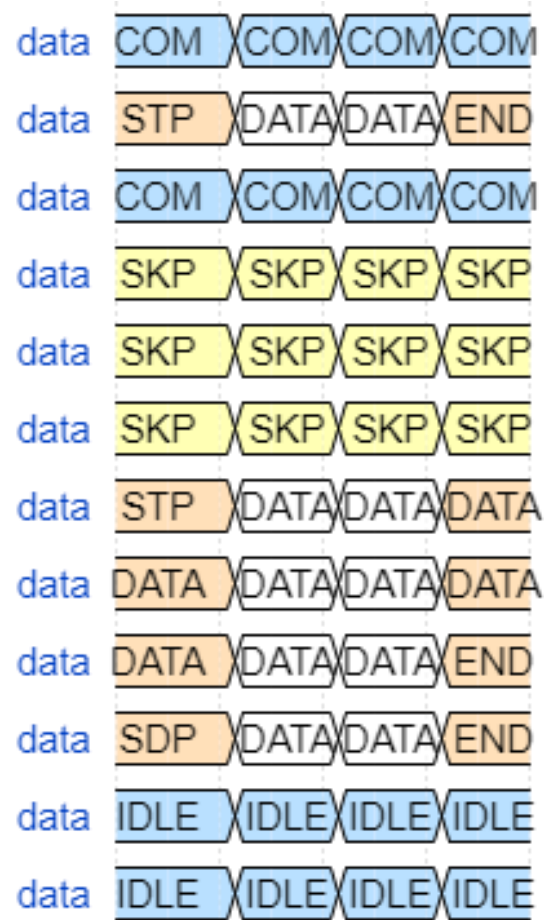 data COM COM COM COM
data STP DATA DATA END
data COM COM COM COM
data SKP SKP SKP SKP
data SKP SKP SKP SKP
data SKP SKP SKP SKP
data STP DATA DATA DATA
data DATA DATA DATA DATA
data DATA DATA DATA END
data SDP DATA DATA END
data IDLE IDLE IDLE IDLE
data IDLE IDLE IDLE IDLE